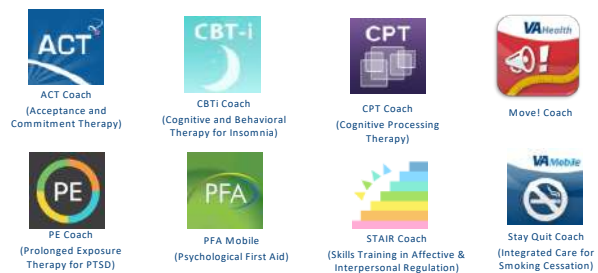 ACT
ACT Coach
(Acceptance and
Commitment Therapy)
CBT-i
CBTi Coach
(Cognitive and Behavioral
Therapy for Insomnia)
CPT
CPT Coach
(Cognitive Processing
Therapy)
VA Health
Move! Coach
PE
PE Coach
(Prolonged Exposure
Therapy for PTSD)
PFA
PFA Mobile
(Psychological First Aid)
STAIR Coach
(Skills Training in Affective &
Interpersonal Regulation)
VA Mobile
Stay Quit Coach
(Integrated Care for
Smoking Cessation)